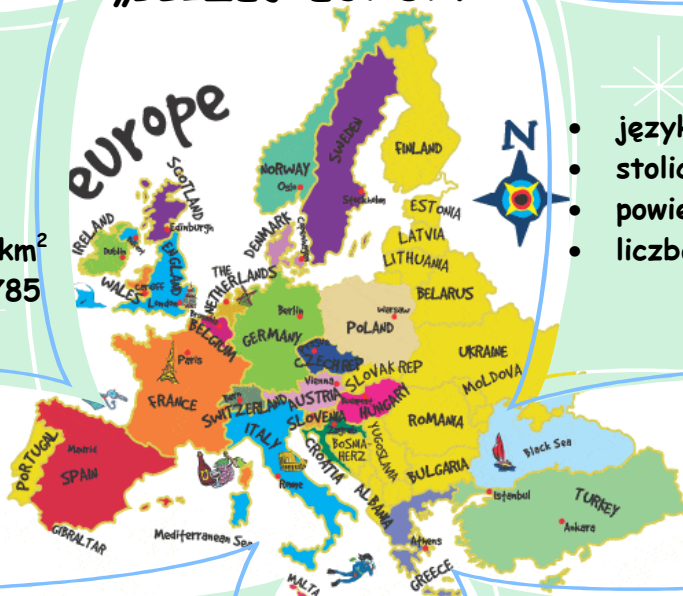 europe
N
• język
• stolic
• powie
• liczb
km²
785
NORWAY
Oslo
SWEDEN
Stockholm
FINLAND
ESTONIA
LATVIA
LITHUANIA
BELARUS
SCOTLAND
Edinburgh
IRELAND
Dublin
ENGLAND
WALES
Cardiff
London
DENMARK
Copenhagen
THE NETHERLANDS
BELGIUM
Berlin
GERMANY
Warsaw
POLAND
CZECH REP
SLOVAK REP
UKRAINE
MOLDOVA
Paris
FRANCE
Bern
SWITZERLAND
Vienna
AUSTRIA
Budapest
HUNGARY
SLOVENIA
Zagreb
ROMANIA
ITALY
CROATIA
BOSNIA-HERZ
YUGOSLAVIA
BULGARIA
Black Sea
PORTUGAL
Madrid
SPAIN
GIBRALTAR
Rome
ALBANIA
Istanbul
TURKEY
Ankara
Mediterranean Sea
Athens
GREECE
MALTA